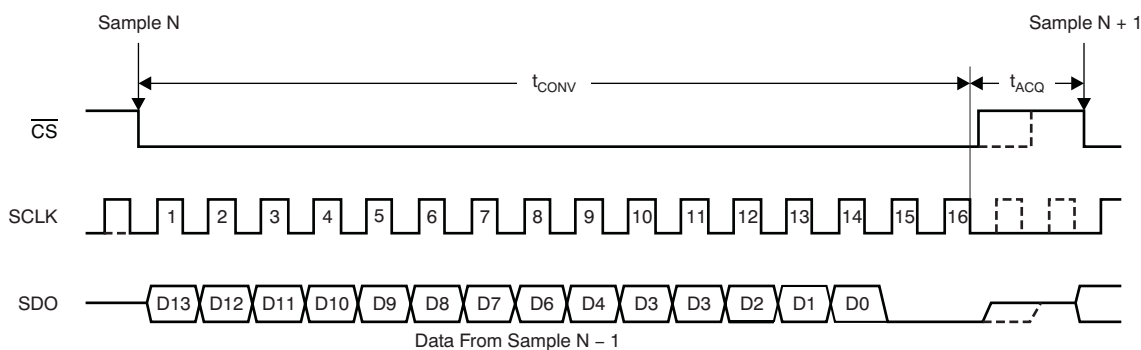 Sample N
Sample N + 1
tCONV
tACQ
CS
SCLK
1 2 3 4 5 6 7 8 9 10 11 12 13 14 15 16
SDO
D13 D12 D11 D10 D9 D8 D7 D6 D4 D3 D3 D2 D1 D0
Data From Sample N − 1